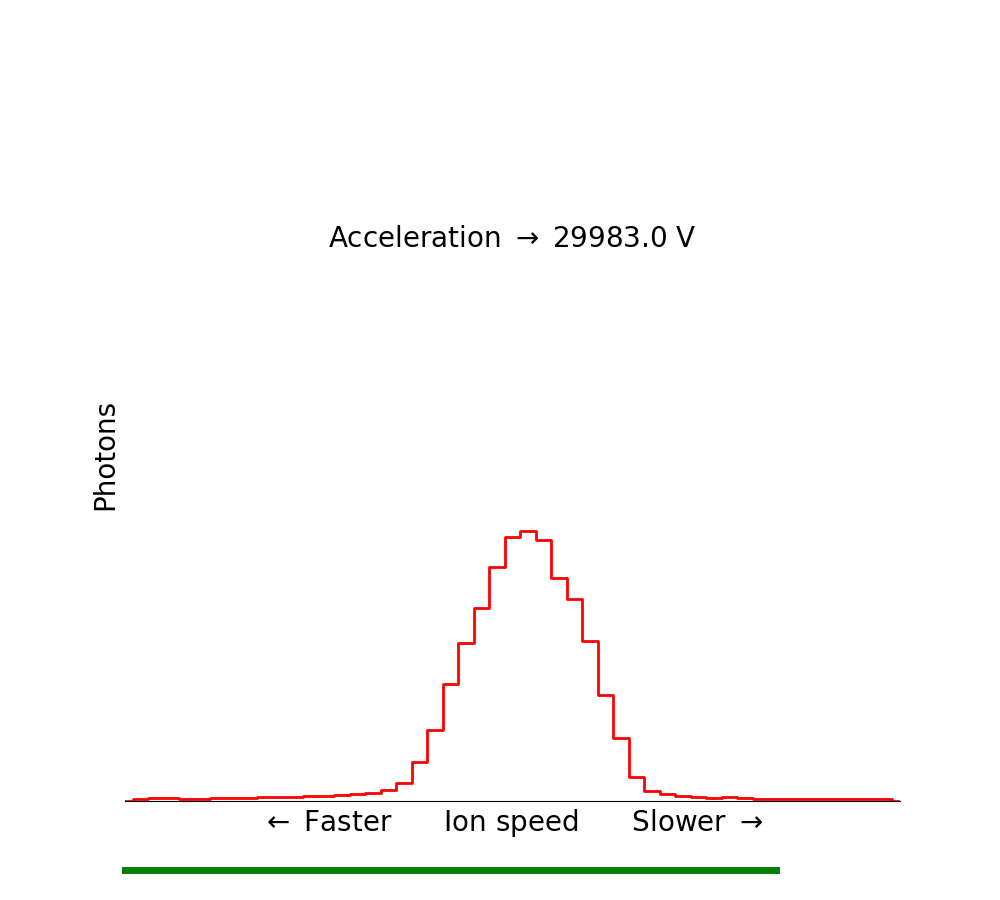 Acceleration → 29983.0 V
Photons
← Faster Ion speed Slower →